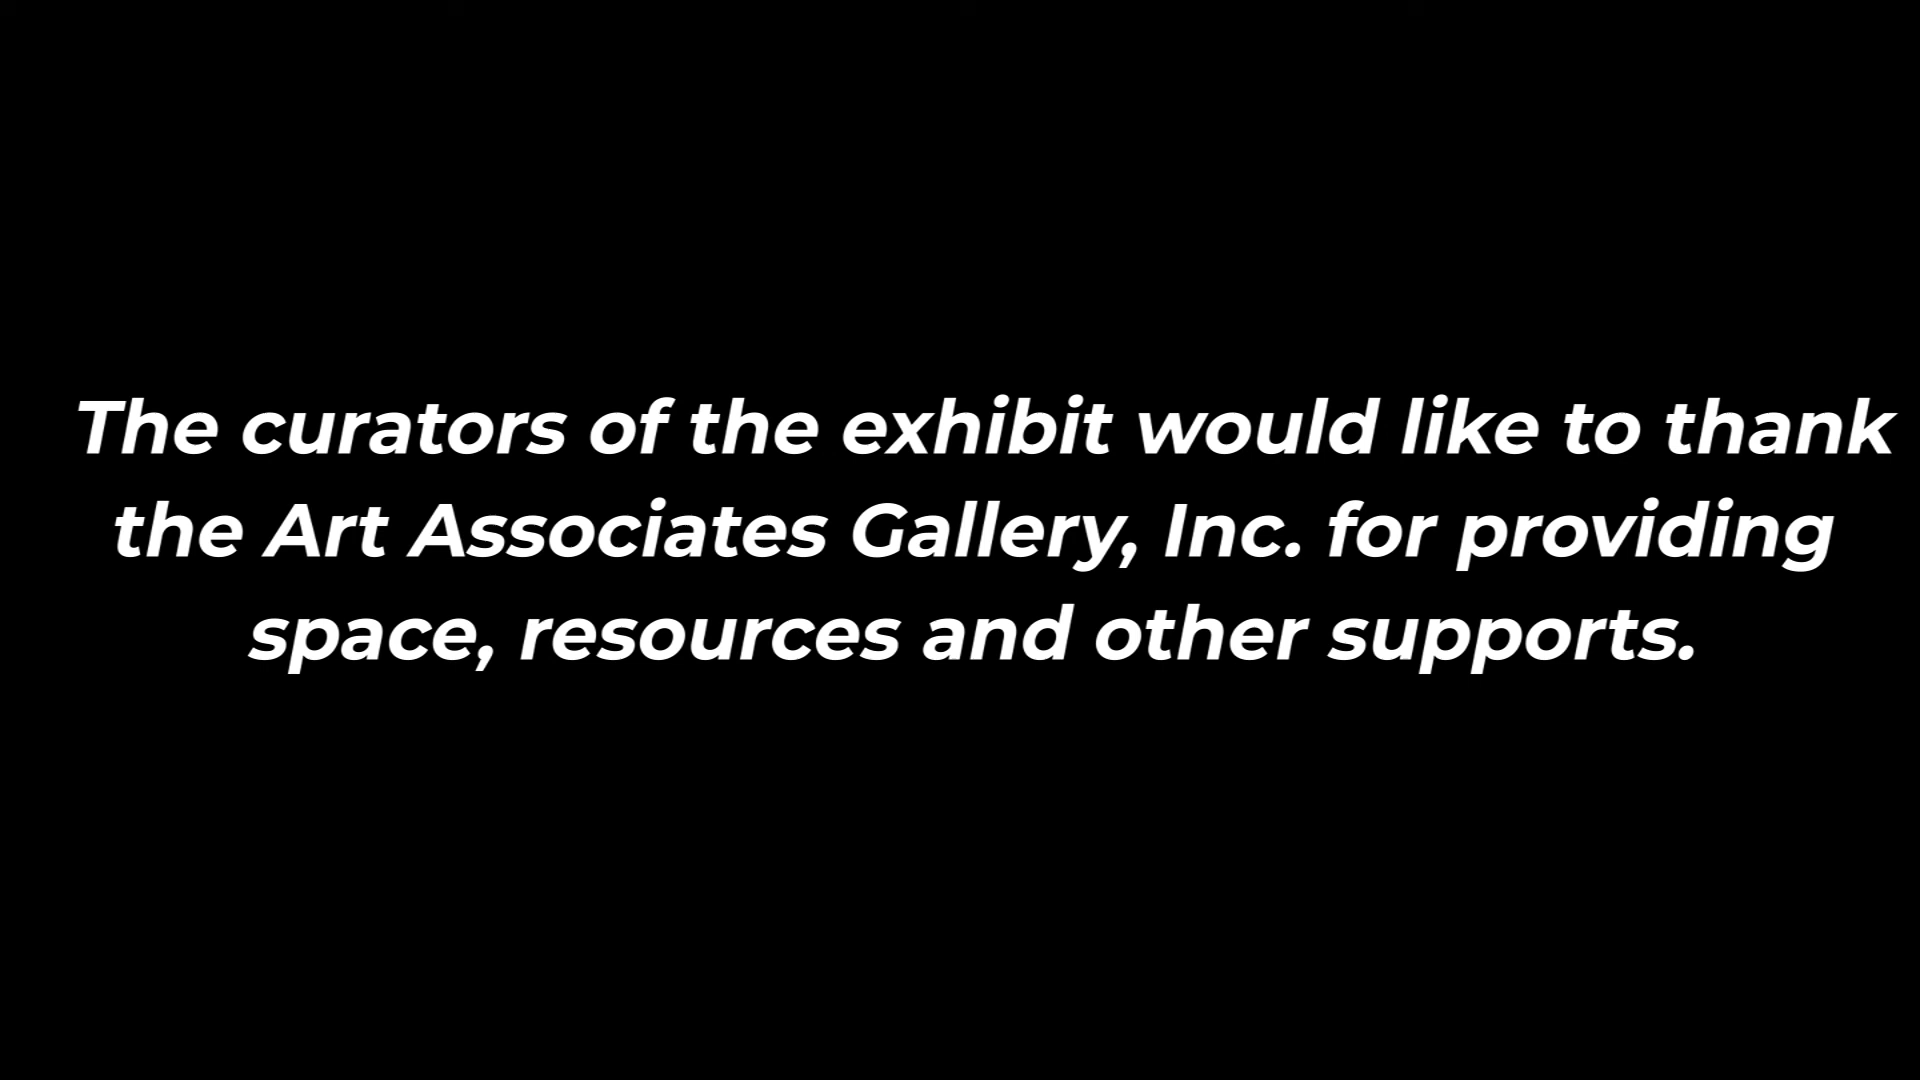 The curators of the exhibit would like to thank
the Art Associates Gallery, Inc. for providing
space, resources and other supports.